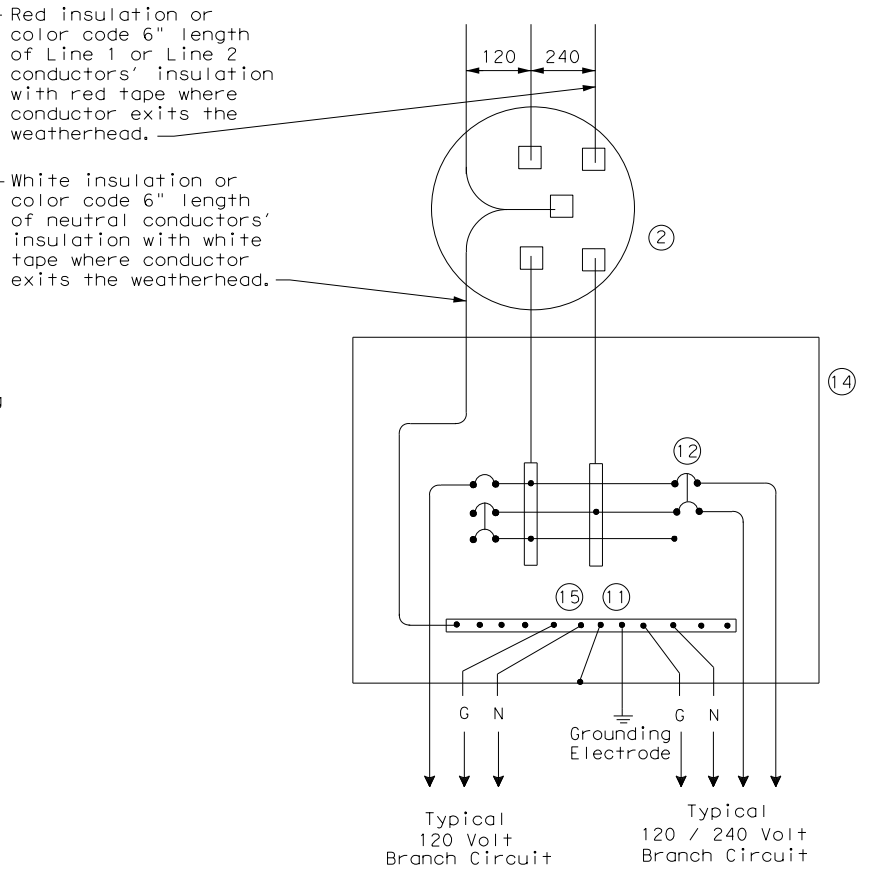 Red insulation or
color code 6" length
of Line 1 or Line 2
conductors' insulation
with red tape where
conductor exits the
weatherhead.
White insulation or
color code 6" length
of neutral conductors'
insulation with white
tape where conductor
exits the weatherhead.
120
240
2
14
12
15
11
G
N
Grounding
Electrode
G
N
Typical
120 Volt
Branch Circuit
Typical
120 / 240 Volt
Branch Circuit